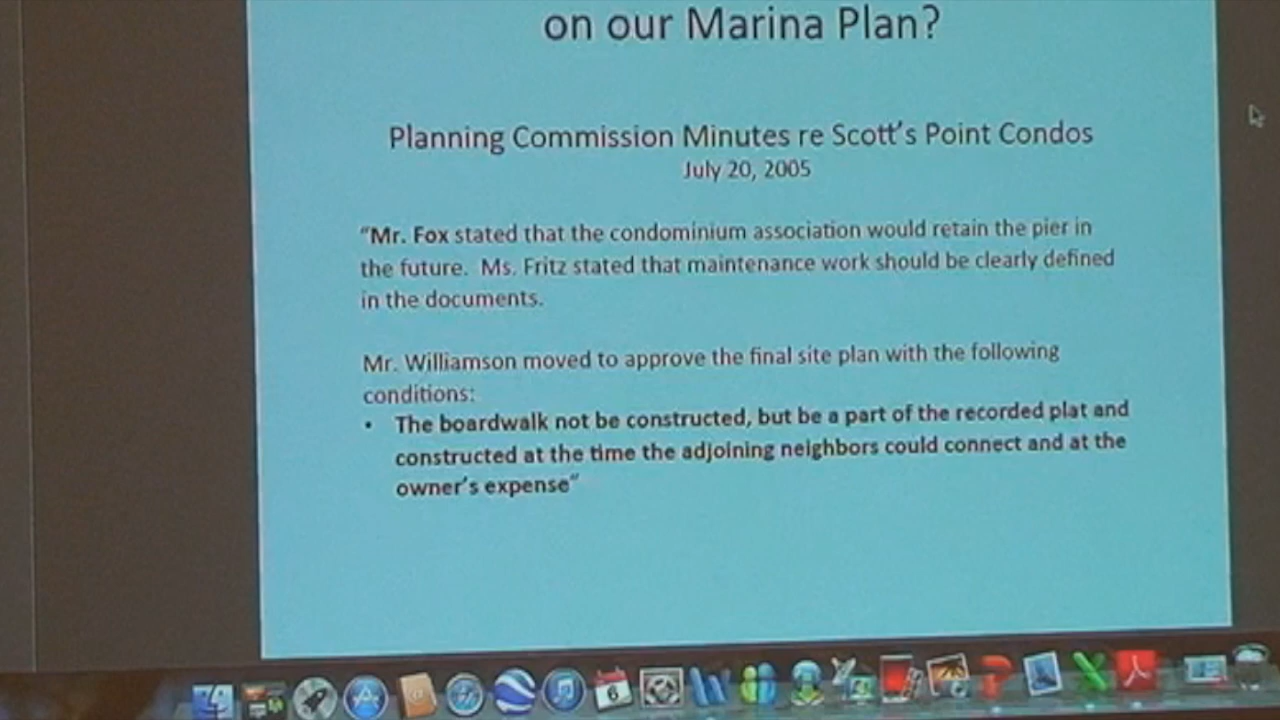 on our Marina Plan?
Planning Commission Minutes re Scott's Point Condos
July 20, 2005
"Mr. Fox stated that the condominium association would retain the pier in
the future. Ms. Fritz stated that maintenance work should be clearly defined
in the documents.
Mr. Williamson moved to approve the final site plan with the following
conditions:
• The boardwalk not be constructed, but be a part of the recorded plat and
constructed at the time the adjoining neighbors could connect and at the
owner's expense"
6